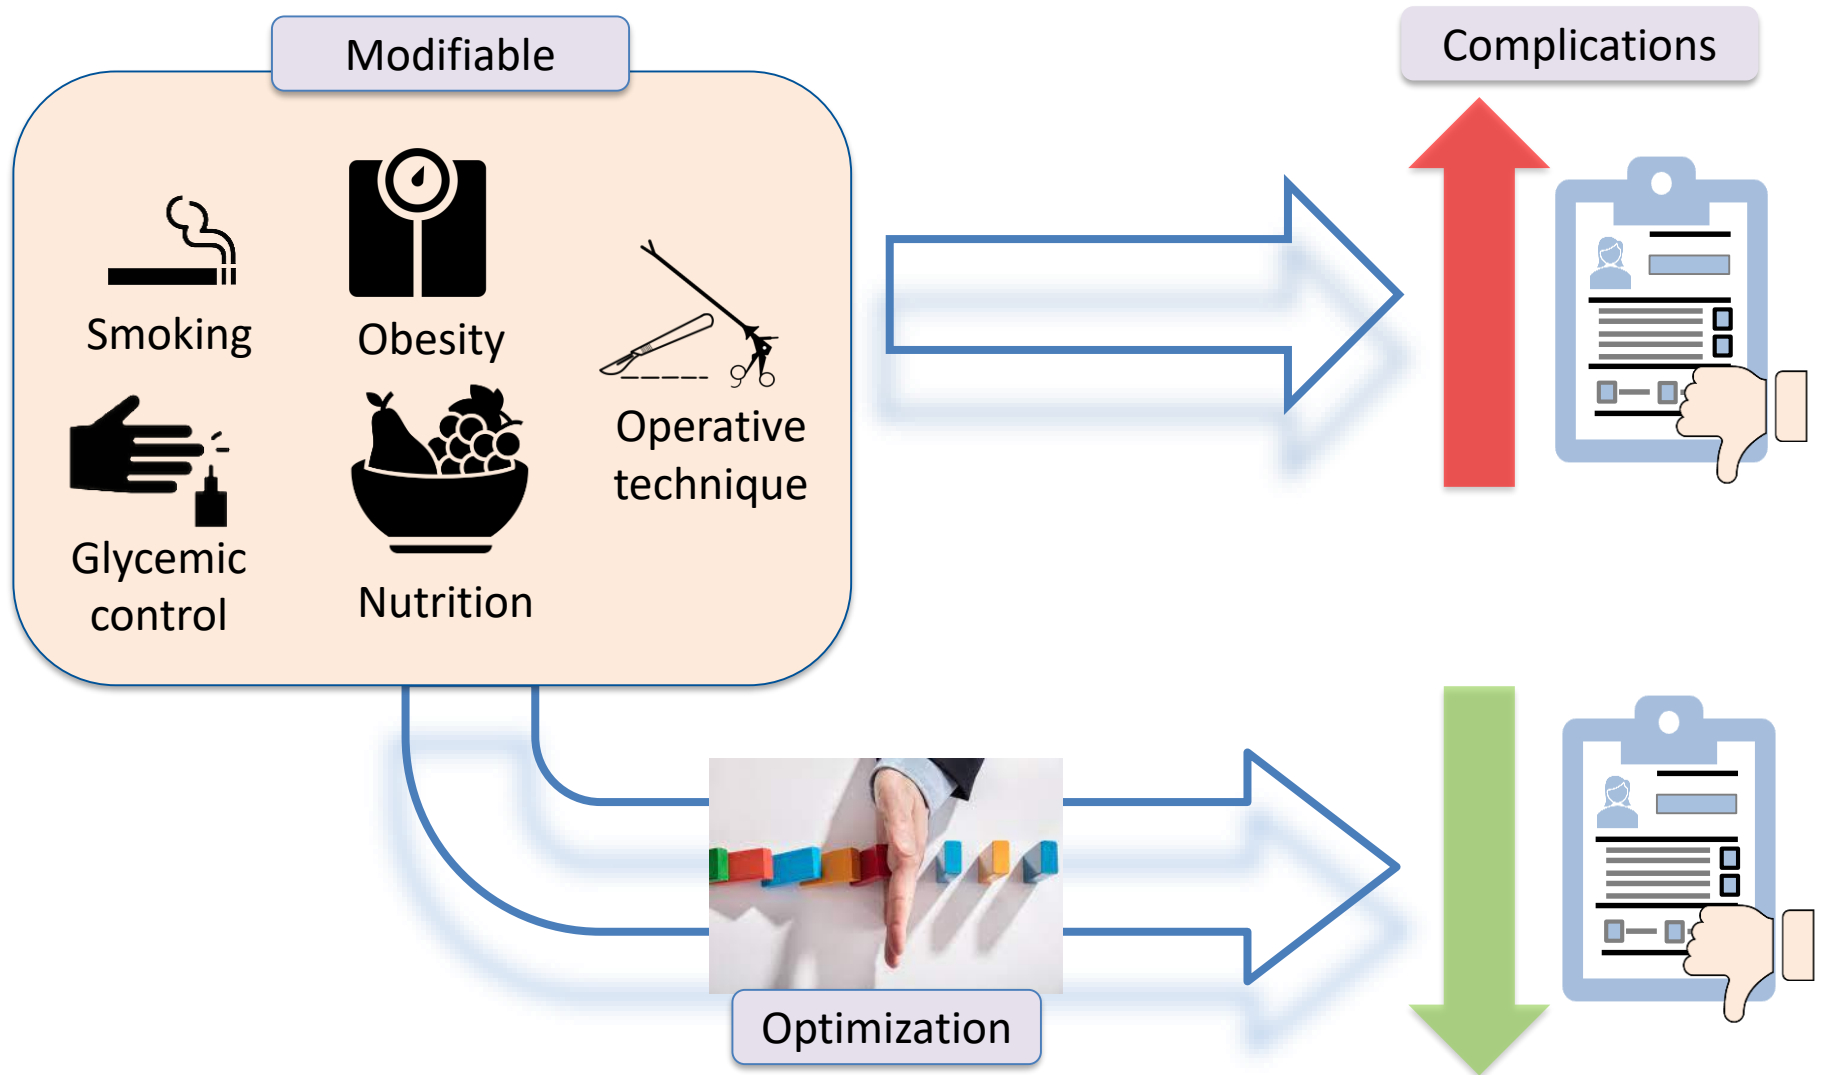 Modifiable
Complications
Smoking
Obesity
Operative
technique
Glycemic
control
Nutrition
Optimization